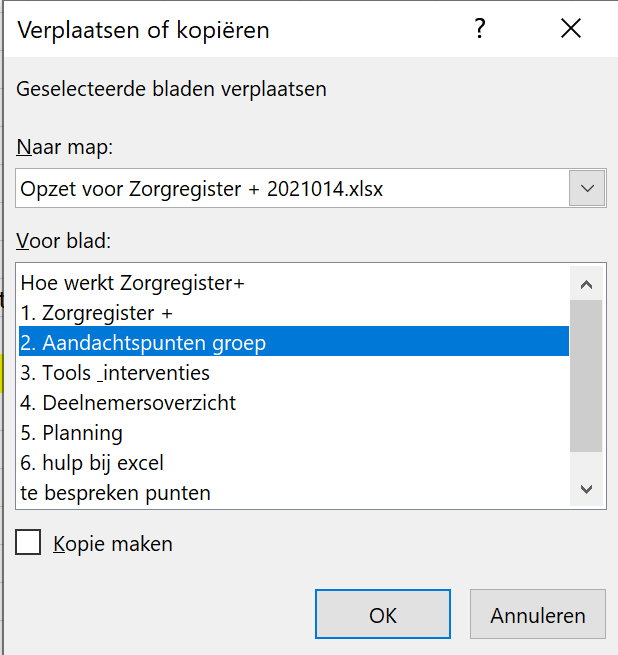 Verplaatsen of kopiëren
?
Geselecteerde bladen verplaatsen
Naar map:
Opzet voor Zorgregister + 2021014.xlsx
Voor blad:
Hoe werkt Zorgregister+
1. Zorgregister +
2. Aandachtspunten groep
3. Tools _interventies
4. Deelnemersoverzicht
5. Planning
6. hulp bij excel
te bespreken punten
Kopie maken
OK
Annuleren